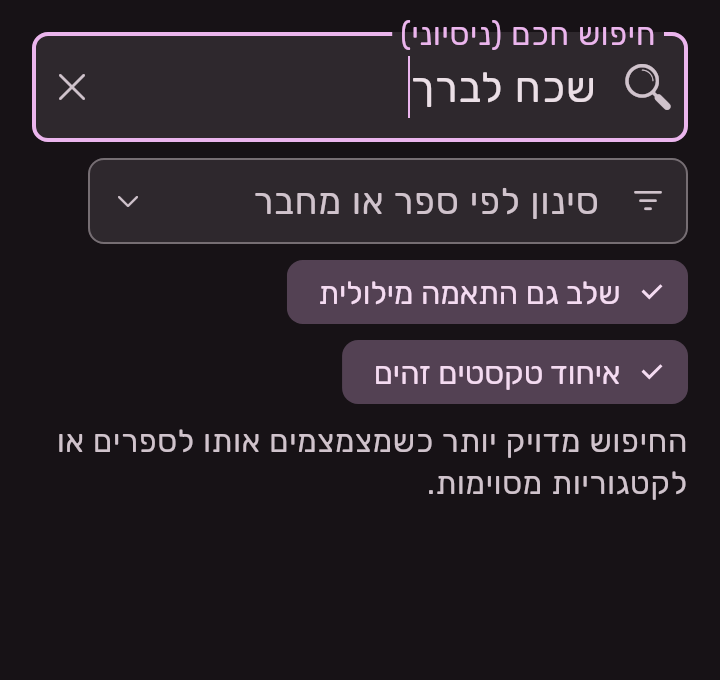 חיפוש חכם (ניסיוני)
שכח לברך
סינון לפי ספר או מחבר
שלב גם התאמה מילולית
איחוד טקסטים זהים
החיפוש מדויק יותר כשמצמצמים אותו לספרים או
לקטגוריות מסוימות.